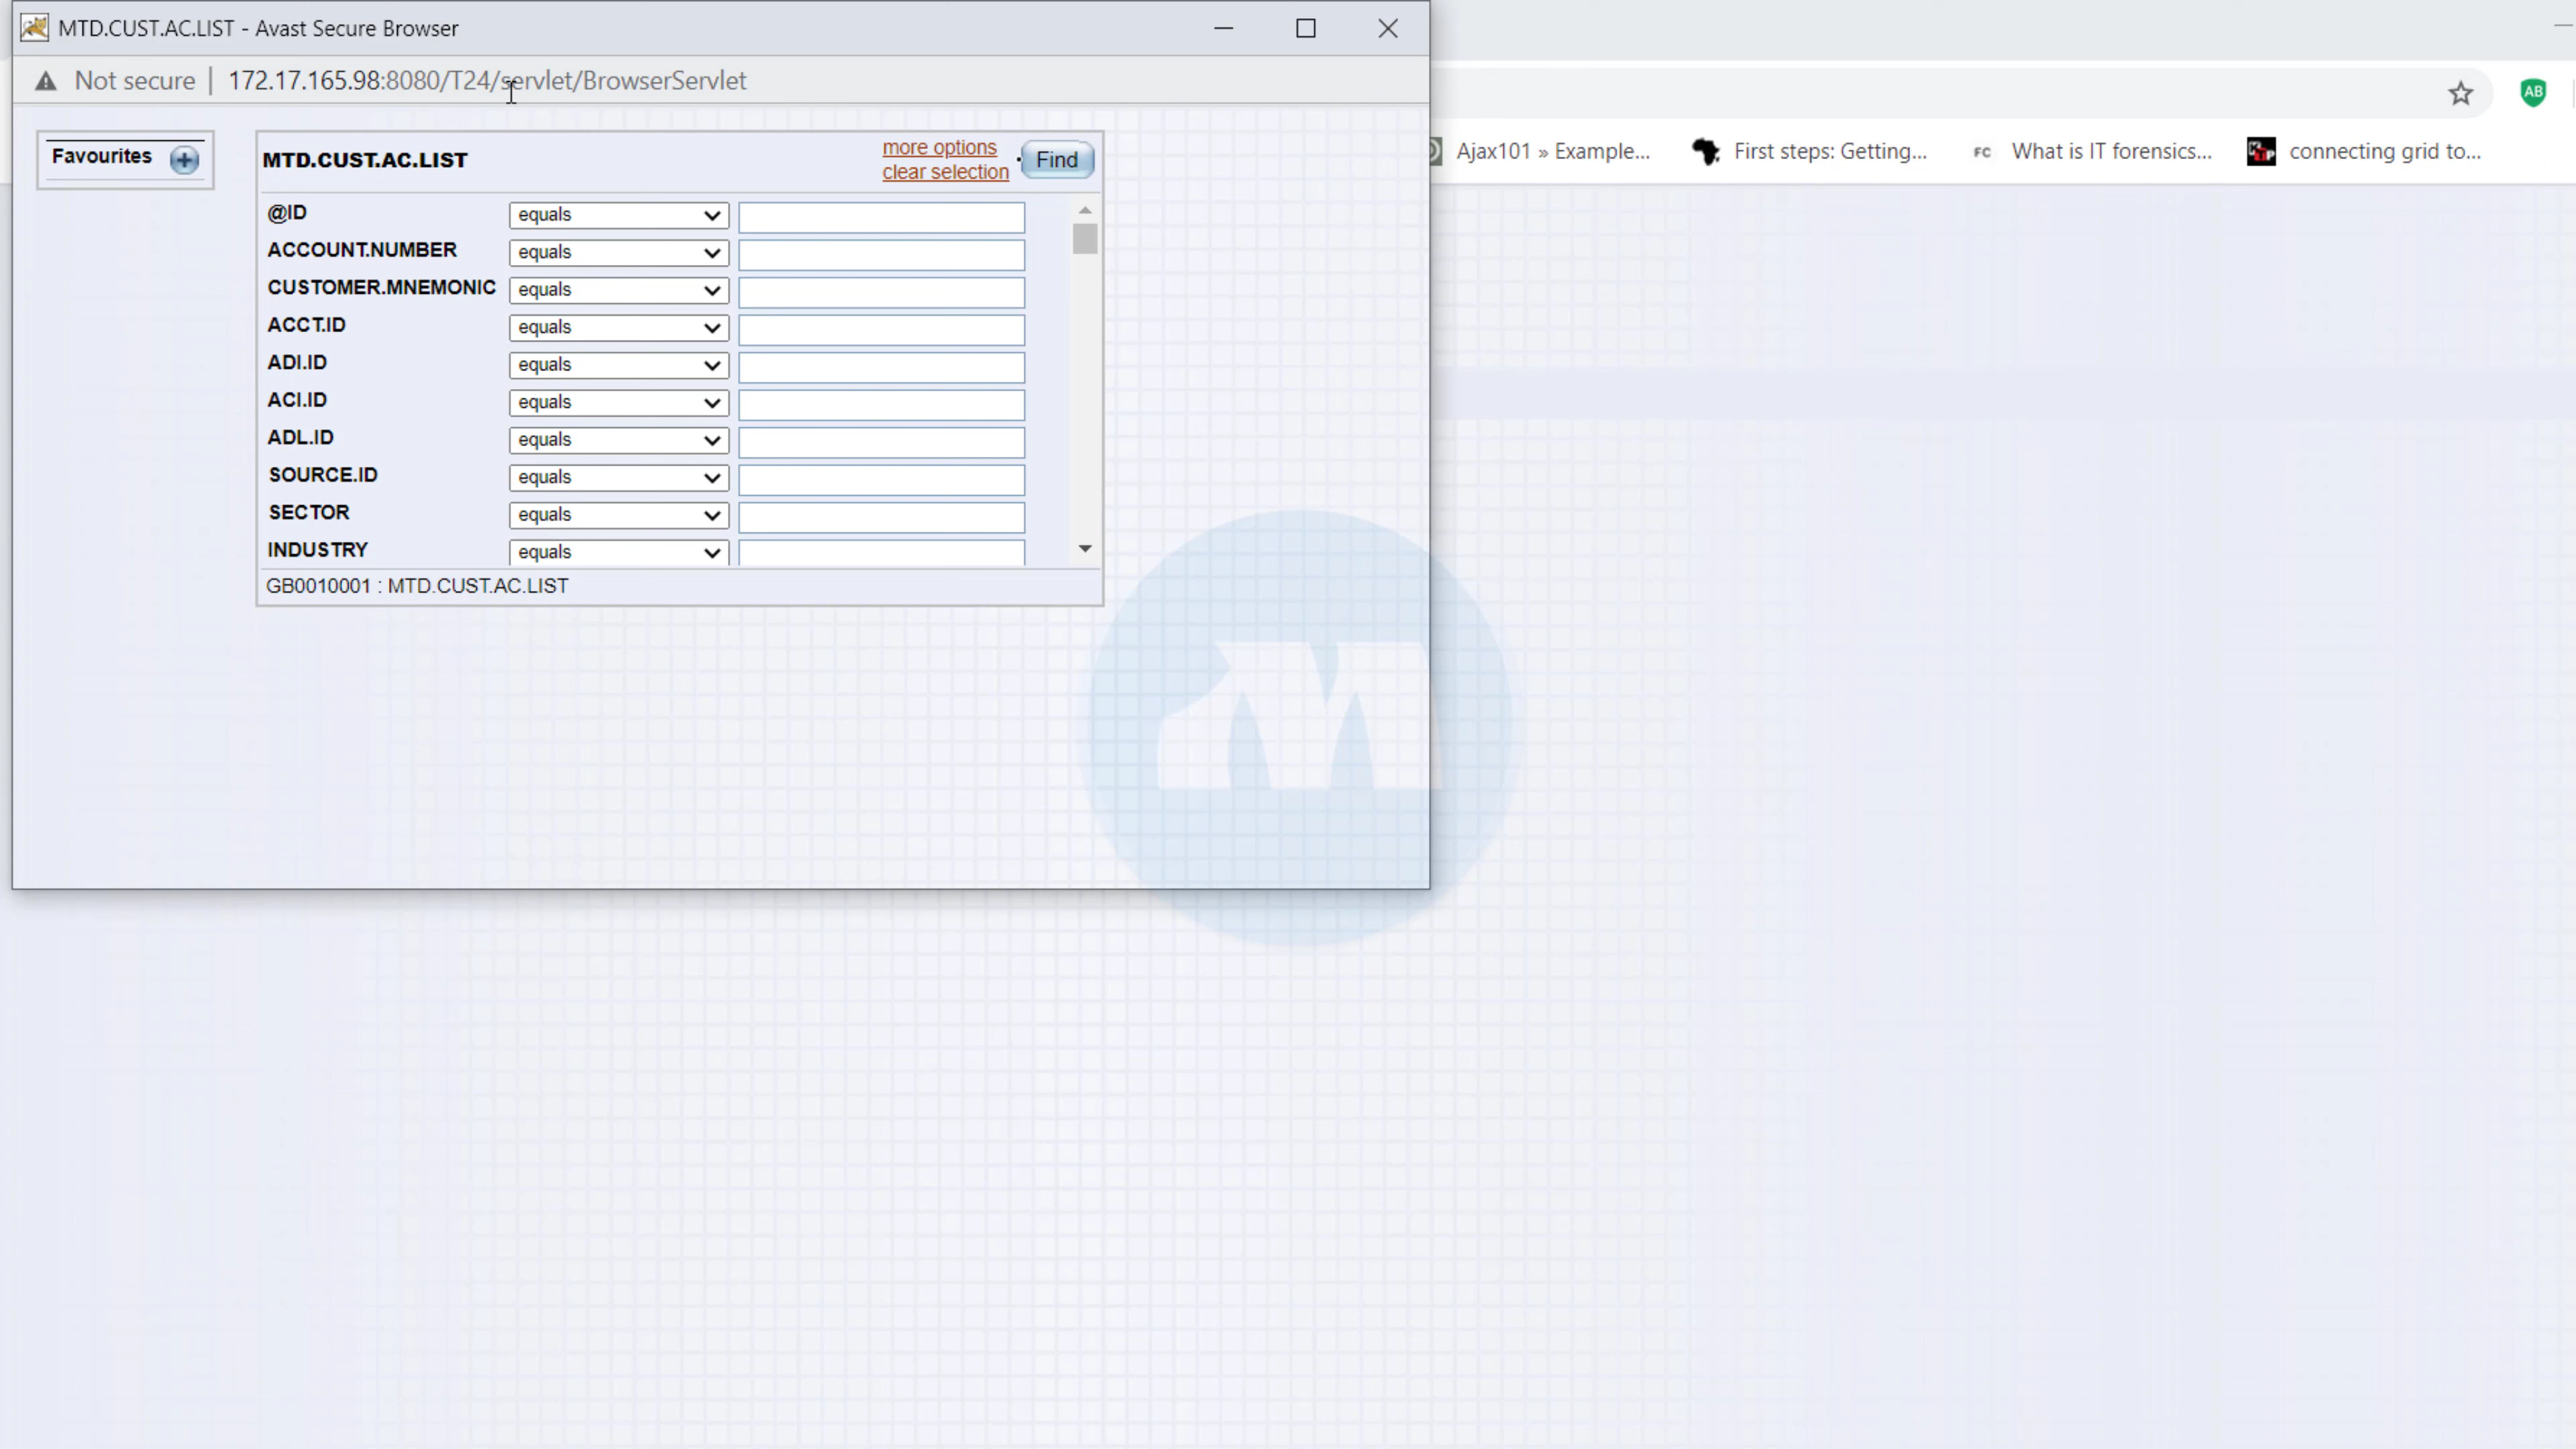 MTD.CUST.AC.LIST - Avast Secure Browser
Not secure | 172.17.165.98:8080/T24/servlet/BrowserServlet
AB
Ajax101 » Example...
First steps: Getting...
FC What is IT forensics...
connecting grid to...
Favourites
MTD.CUST.AC.LIST
more options
clear selection
Find
@ID equals
ACCOUNT.NUMBER equals
CUSTOMER.MNEMONIC equals
ACCT.ID equals
ADI.ID equals
ACI.ID equals
ADL.ID equals
SOURCE.ID equals
SECTOR equals
INDUSTRY equals
GB0010001 : MTD.CUST.AC.LIST